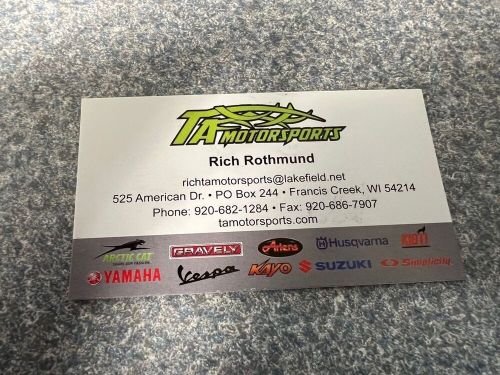 TA MOTORSPORTS
Rich Rothmund
richtamotorsports@lakefield.net
525 American Dr. • PO Box 244 • Francis Creek, WI 54214
Phone: 920-682-1284 • Fax: 920-686-7907
tamotorsports.com
GRAVELY Ariens Husqvarna KIOTI
ARCTIC CAT
YAMAHA Vespa KAYO SUZUKI Simplicity